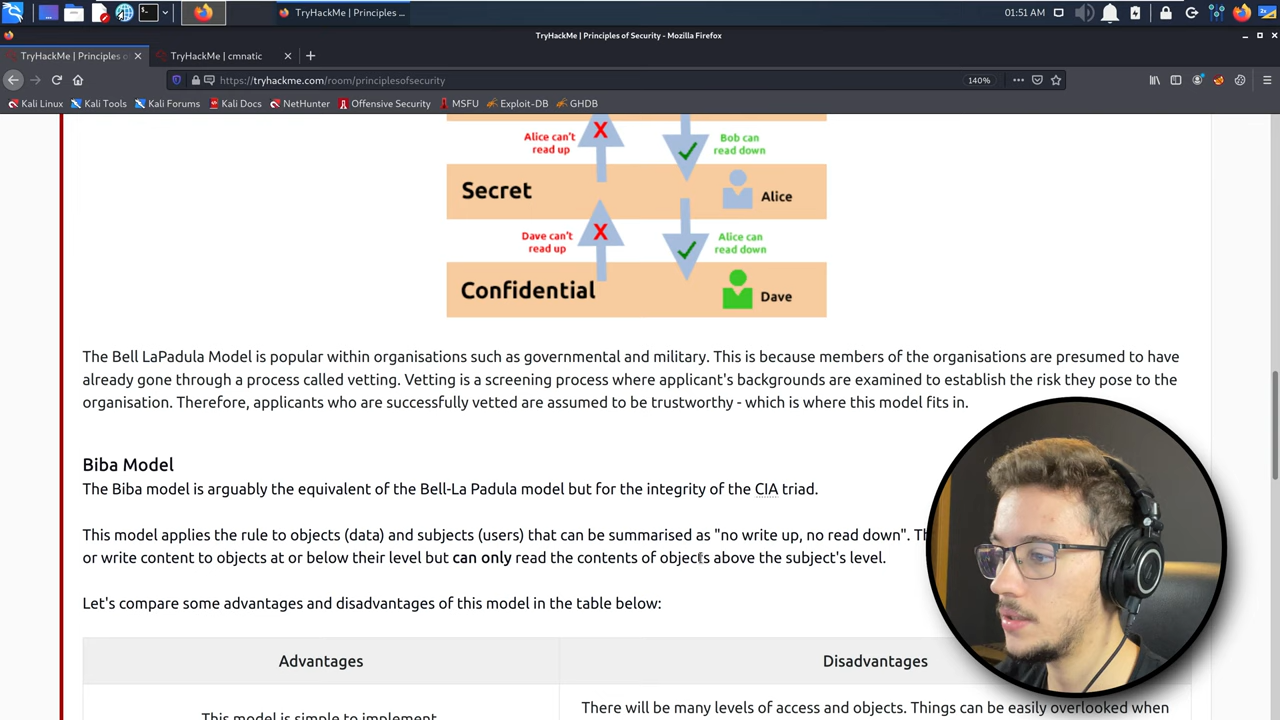 01:51 AM
TryHackMe | Principles ...
TryHackMe | Principles of Security - Mozilla Firefox
TryHackMe | Principles of
TryHackMe | cmnatic
https://tryhackme.com/room/principlesofsecurity
140%
Kali Linux
Kali Tools
Kali Forums
Kali Docs
NetHunter
Offensive Security
MSFU
Exploit-DB
GHDB
Alice can't
read up
X
Bob can
read down
Secret
Alice
Dave can't
read up
X
Alice can
read down
Confidential
Dave
The Bell LaPadula Model is popular within organisations such as governmental and military. This is because members of the organisations are presumed to have
already gone through a process called vetting. Vetting is a screening process where applicant's backgrounds are examined to establish the risk they pose to the
organisation. Therefore, applicants who are successfully vetted are assumed to be trustworthy - which is where this model fits in.
Biba Model
The Biba model is arguably the equivalent of the Bell-La Padula model but for the integrity of the CIA triad.
This model applies the rule to objects (data) and subjects (users) that can be summarised as "no write up, no read down".
or write content to objects at or below their level but can only read the contents of objects above the subject's level.
Let's compare some advantages and disadvantages of this model in the table below:
Advantages
Disadvantages
This model is simple to implement.
There will be many levels of access and objects. Things can be easily overlooked when